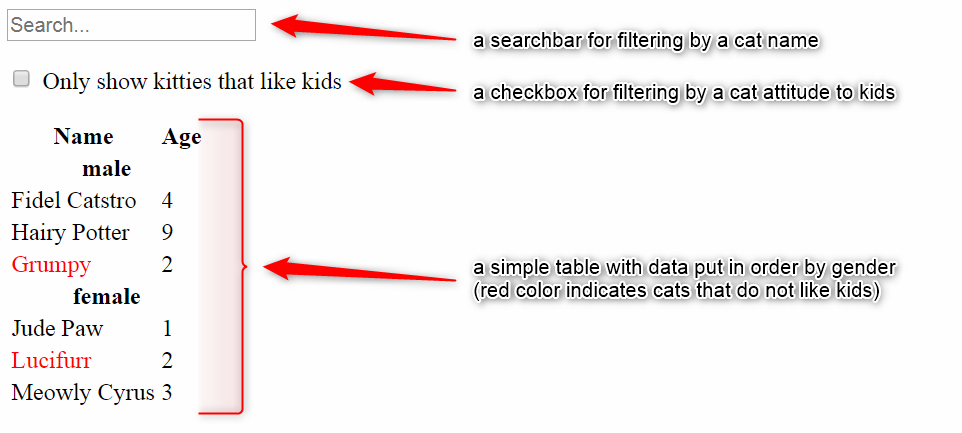 Search...
a searchbar for filtering by a cat name
Only show kitties that like kids
a checkbox for filtering by a cat attitude to kids
Name Age
male
Fidel Catstro 4
Hairy Potter 9
Grumpy 2
female
Jude Paw 1
Lucifurr 2
Meowly Cyrus 3
a simple table with data put in order by gender
(red color indicates cats that do not like kids)